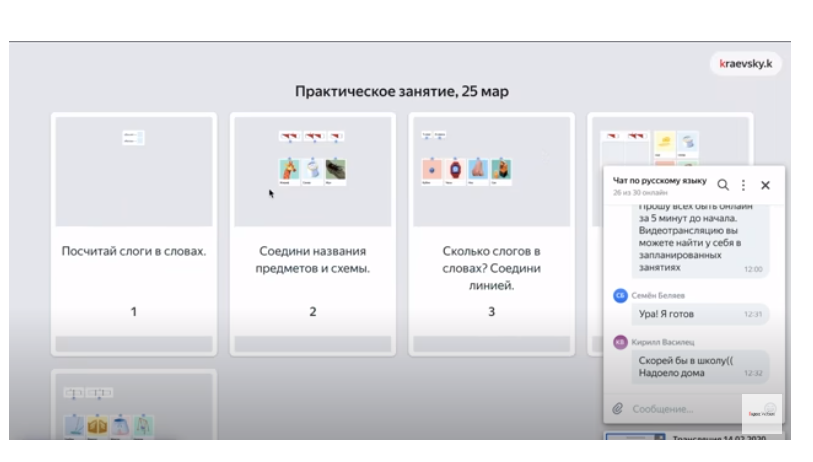 kraevsky.k
Практическое занятие, 25 мар
Посчитай слоги в словах.
1
Соедини названия
предметов и схемы.
2
Сколько слогов в
словах? Соедини
линией.
3
Чат по русскому языку
26 из 30 онлайн
Прошу всех быть онлайн
за 5 минут до начала.
Видеотрансляцию вы
можете найти у себя в
запланированных
занятиях
12:00
СБ
Семён Беляев
Ура! Я готов
12:31
КВ
Кирилл Василец
Скорей бы в школу((
Надоело дома
12:32
Сообщение...
Трансляция 14.02.2020